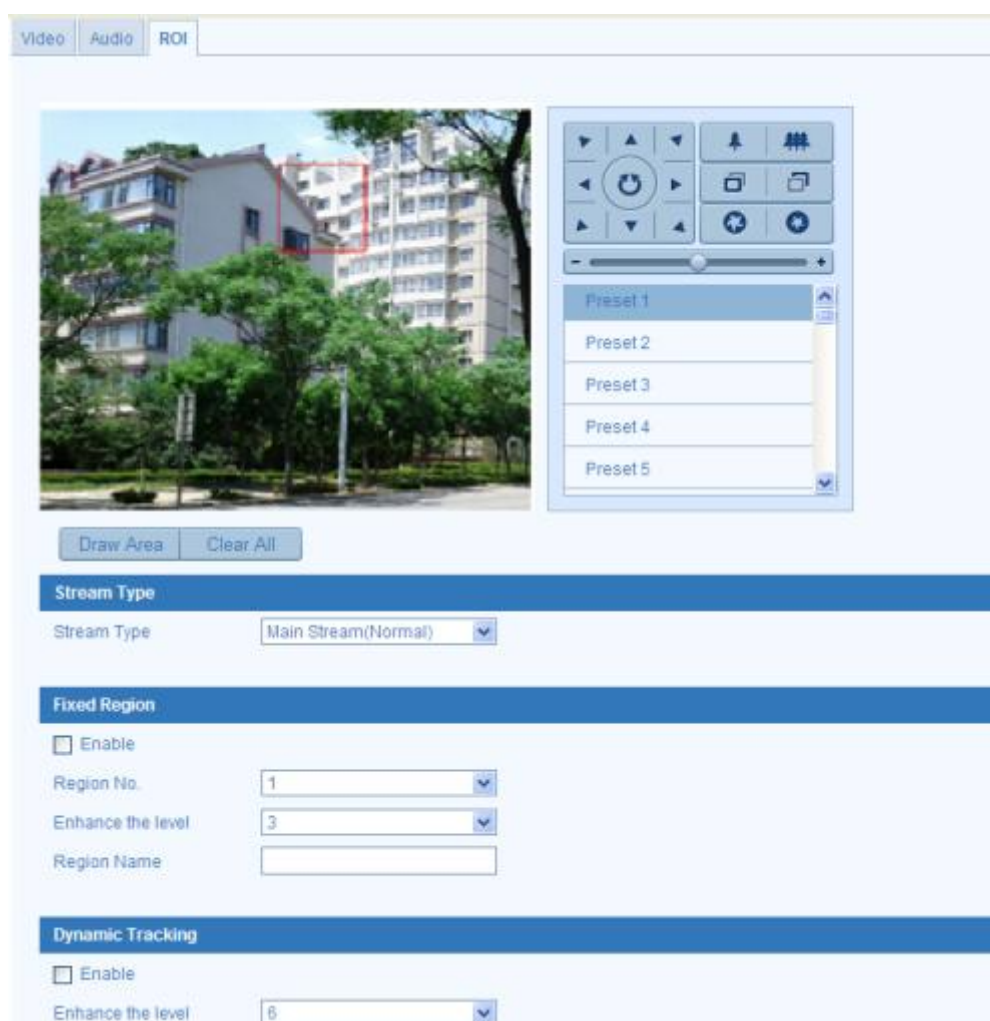 Video Audio ROI
Preset 1
Preset 2
Preset 3
Preset 4
Preset 5
Draw Area Clear All
Stream Type
Stream Type Main Stream(Normal)
Fixed Region
Enable
Region No. 1
Enhance the level 3
Region Name
Dynamic Tracking
Enable
Enhance the level 6